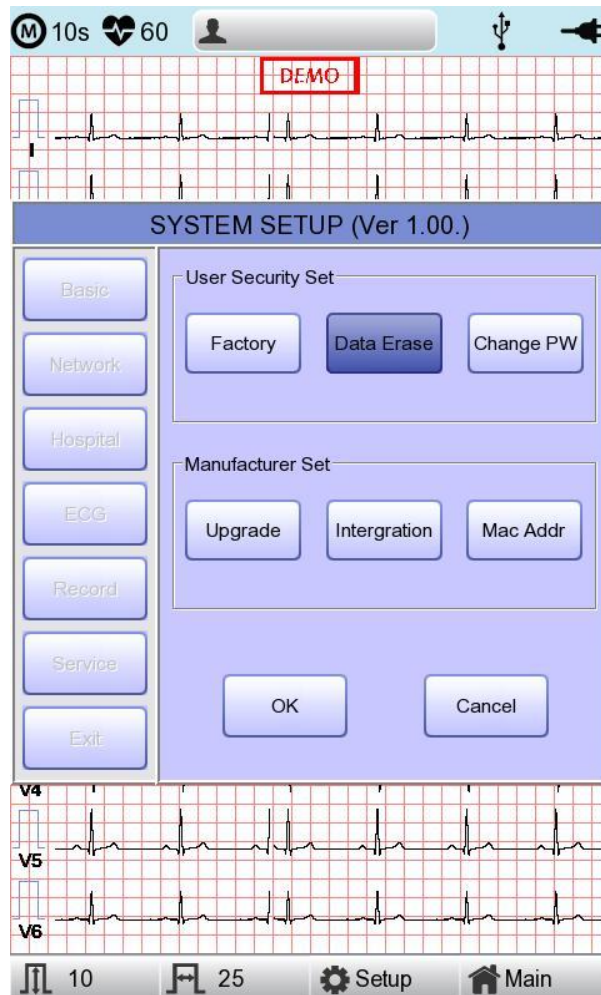 M 10s 60
DEMO
I
SYSTEM SETUP (Ver 1.00.)
Basic
Network
Hospital
ECG
Record
Service
Exit
User Security Set
Factory Data Erase Change PW
Manufacturer Set
Upgrade Intergration Mac Addr
OK Cancel
V4
V5
V6
10 25 Setup Main